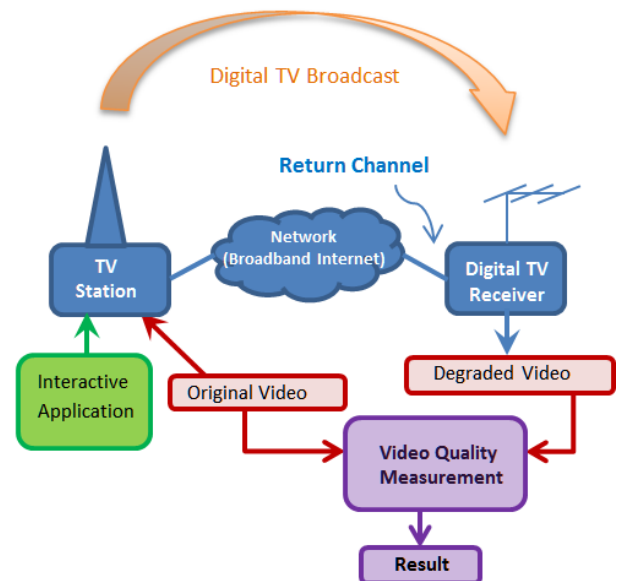 Digital TV Broadcast
Return Channel
Network
(Broadband Internet)
TV
Station
Digital TV
Receiver
Interactive
Application
Original Video
Degraded Video
Video Quality
Measurement
Result